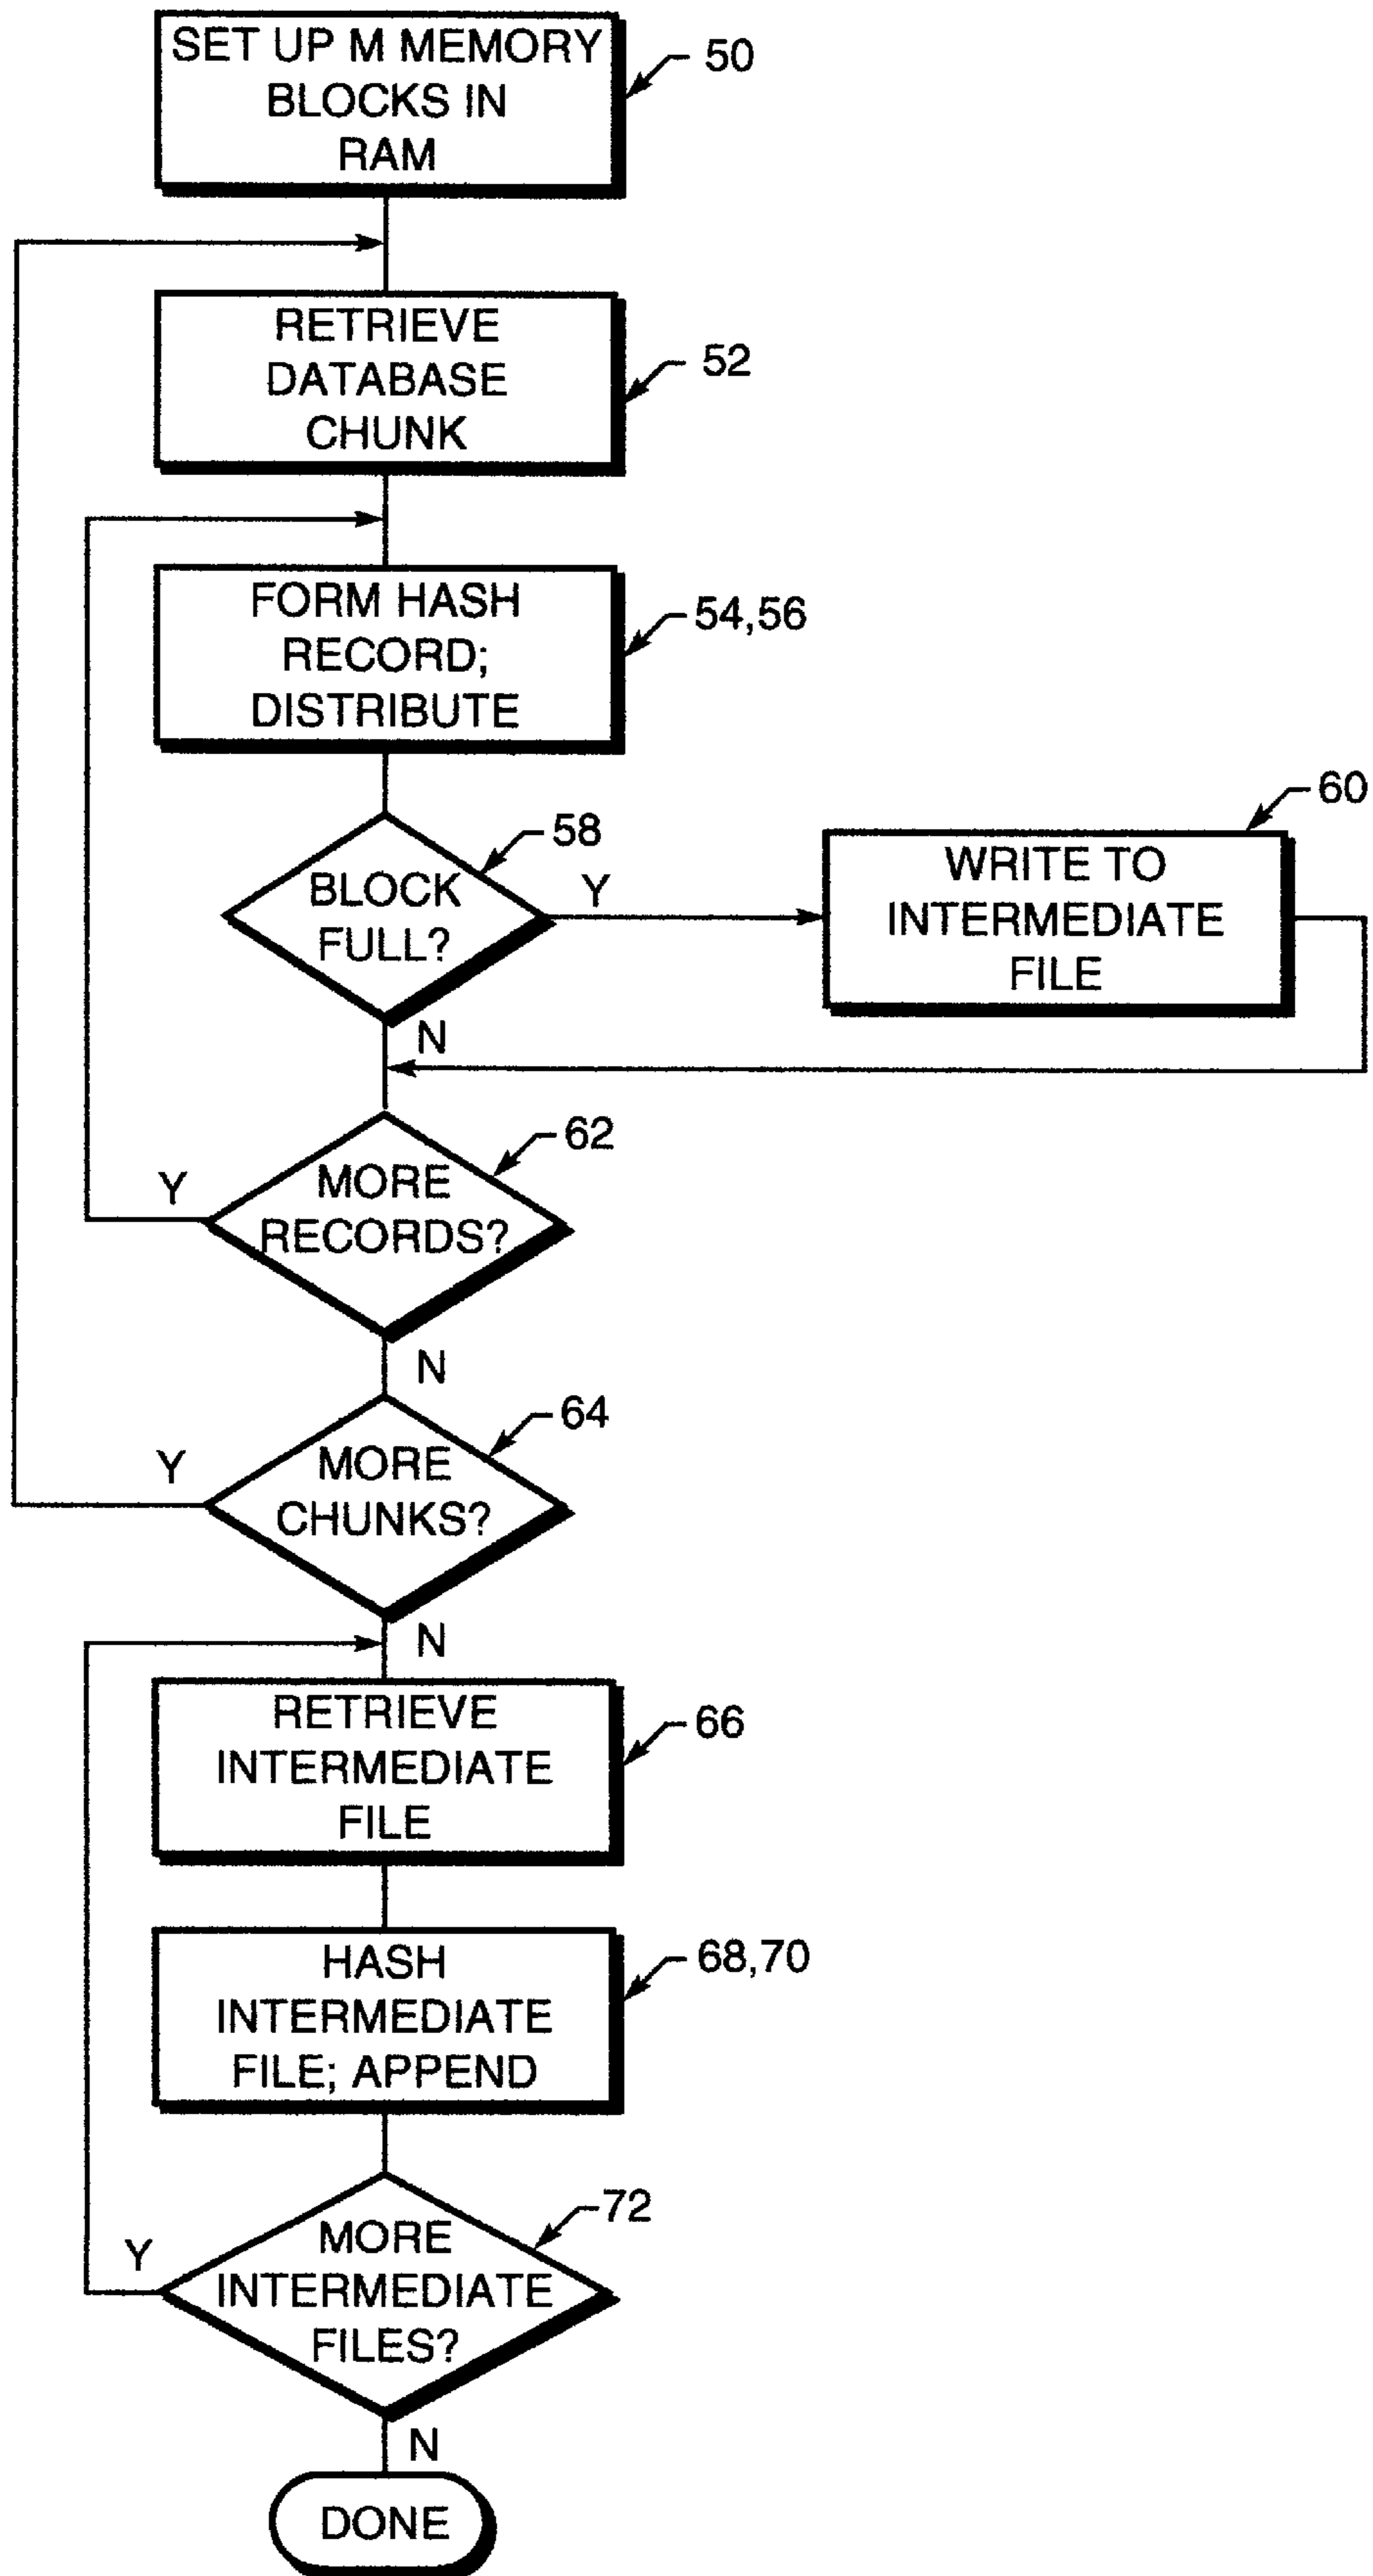 SET UP M MEMORY
BLOCKS IN
RAM
50
RETRIEVE
DATABASE
CHUNK
52
FORM HASH
RECORD;
DISTRIBUTE
54,56
BLOCK
FULL?
58
Y
N
WRITE TO
INTERMEDIATE
FILE
60
MORE
RECORDS?
62
Y
N
MORE
CHUNKS?
64
Y
N
RETRIEVE
INTERMEDIATE
FILE
66
HASH
INTERMEDIATE
FILE; APPEND
68,70
MORE
INTERMEDIATE
FILES?
72
Y
N
DONE